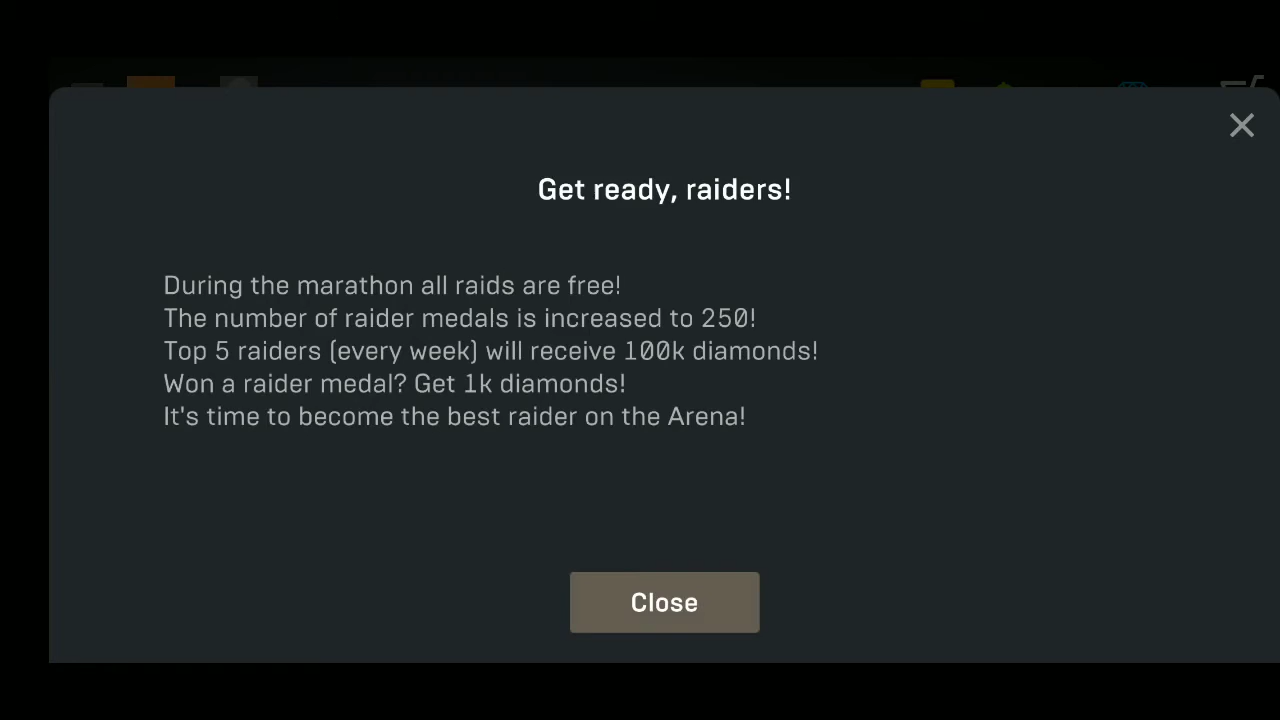 Get ready, raiders!
During the marathon all raids are free!
The number of raider medals is increased to 250!
Top 5 raiders (every week) will receive 100k diamonds!
Won a raider medal? Get 1k diamonds!
It's time to become the best raider on the Arena!
Close